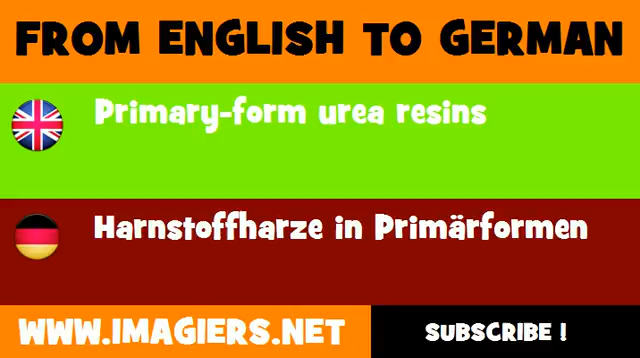 FROM ENGLISH TO GERMAN
Primary-form urea resins
Harnstoffharze in Primärformen
WWW.IMAGIERS.NET
SUBSCRIBE !